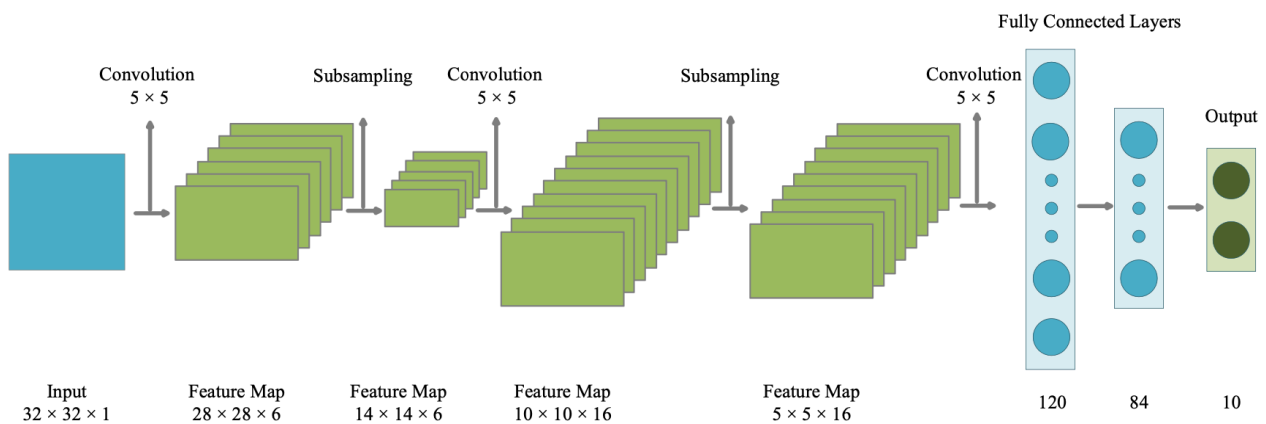 Fully Connected Layers
Convolution
5 × 5
Subsampling
Convolution
5 × 5
Subsampling
Convolution
5 × 5
Output
Input
32 × 32 × 1
Feature Map
28 × 28 × 6
Feature Map
14 × 14 × 6
Feature Map
10 × 10 × 16
Feature Map
5 × 5 × 16
120
84
10